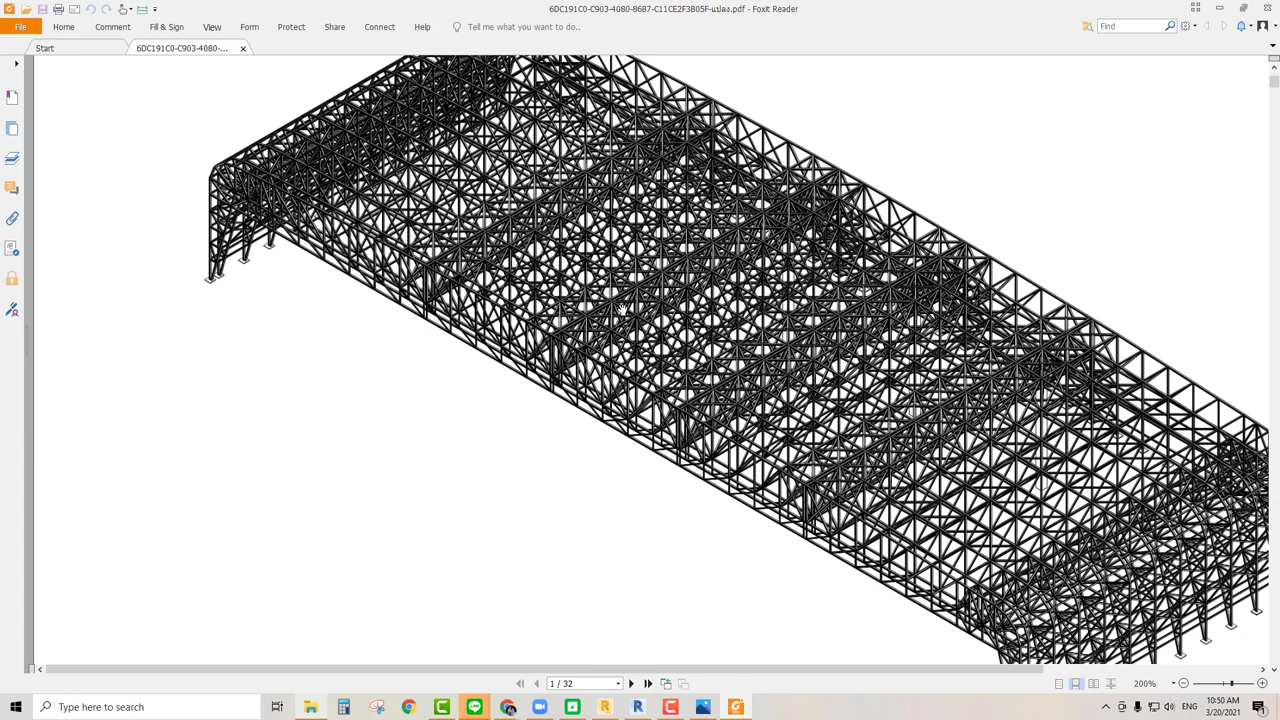 6DC191C0-C903-4080-86B7-C11CE2F3B05F-แปลง.pdf - Foxit Reader
File Home Comment Fill & Sign View Form Protect Share Connect Help Tell me what you want to do.. Find
Start 6DC191C0-C903-4080-...
1 / 32
200%
Type here to search
10:50 AM
3/20/2021